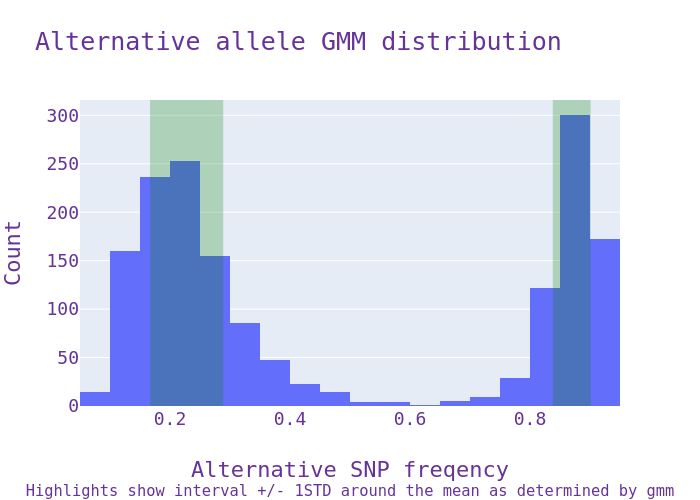 Alternative allele GMM distribution
300
250
200
150
100
50
0
Count
0.2 0.4 0.6 0.8
Alternative SNP freqency
Highlights show interval +/- 1STD around the mean as determined by gmm